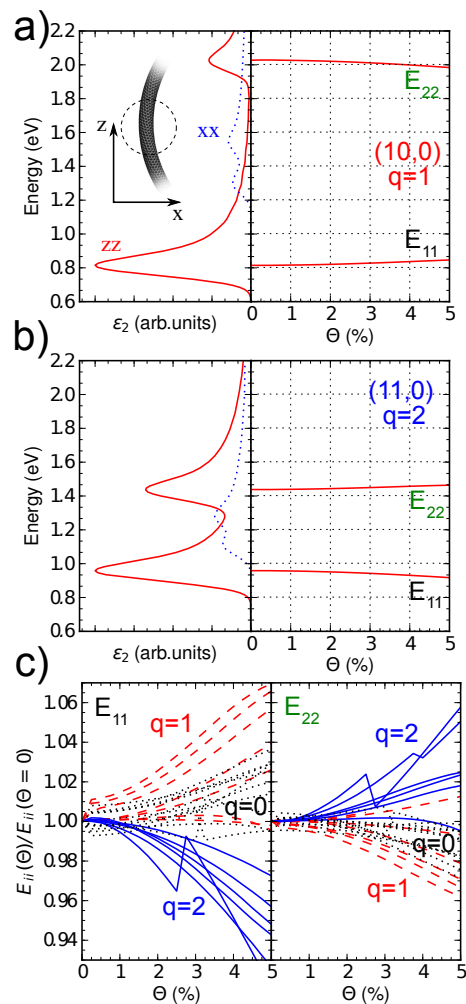 a)
2.2
2.0
1.8
1.6
1.4
1.2
1.0
0.8
0.6
Energy (eV)
z
x
xx
zz
ε₂ (arb.units)
E₂₂
(10,0)
q=1
E₁₁
0 1 2 3 4 5
Θ (%)
b)
2.2
2.0
1.8
1.6
1.4
1.2
1.0
0.8
0.6
Energy (eV)
ε₂ (arb.units)
(11,0)
q=2
E₂₂
E₁₁
0 1 2 3 4 5
Θ (%)
c)
1.06
1.04
1.02
1.00
0.98
0.96
0.94
E_ii(Θ)/E_ii(Θ = 0)
E₁₁
q=1
q=0
q=2
0 1 2 3 4
Θ (%)
E₂₂
q=2
q=0
q=1
5 1 2 3 4 5
Θ (%)